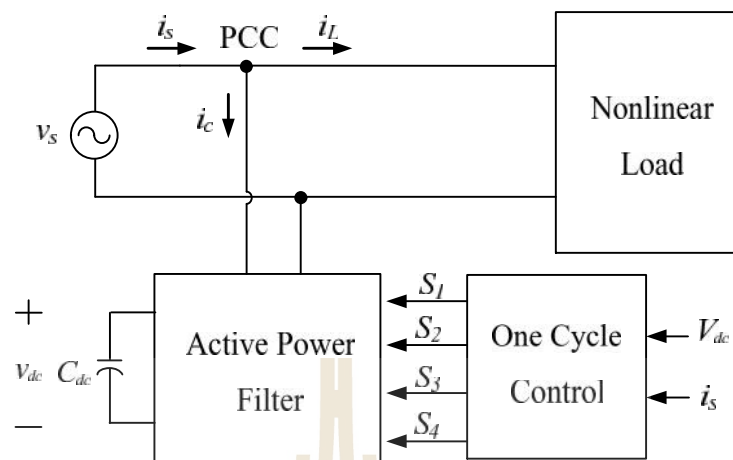 i_s PCC i_L
i_c
v_s
Nonlinear
Load
S_1
S_2
S_3
S_4
Active Power
Filter
One Cycle
Control
V_dc
i_s
+
v_dc C_dc
−